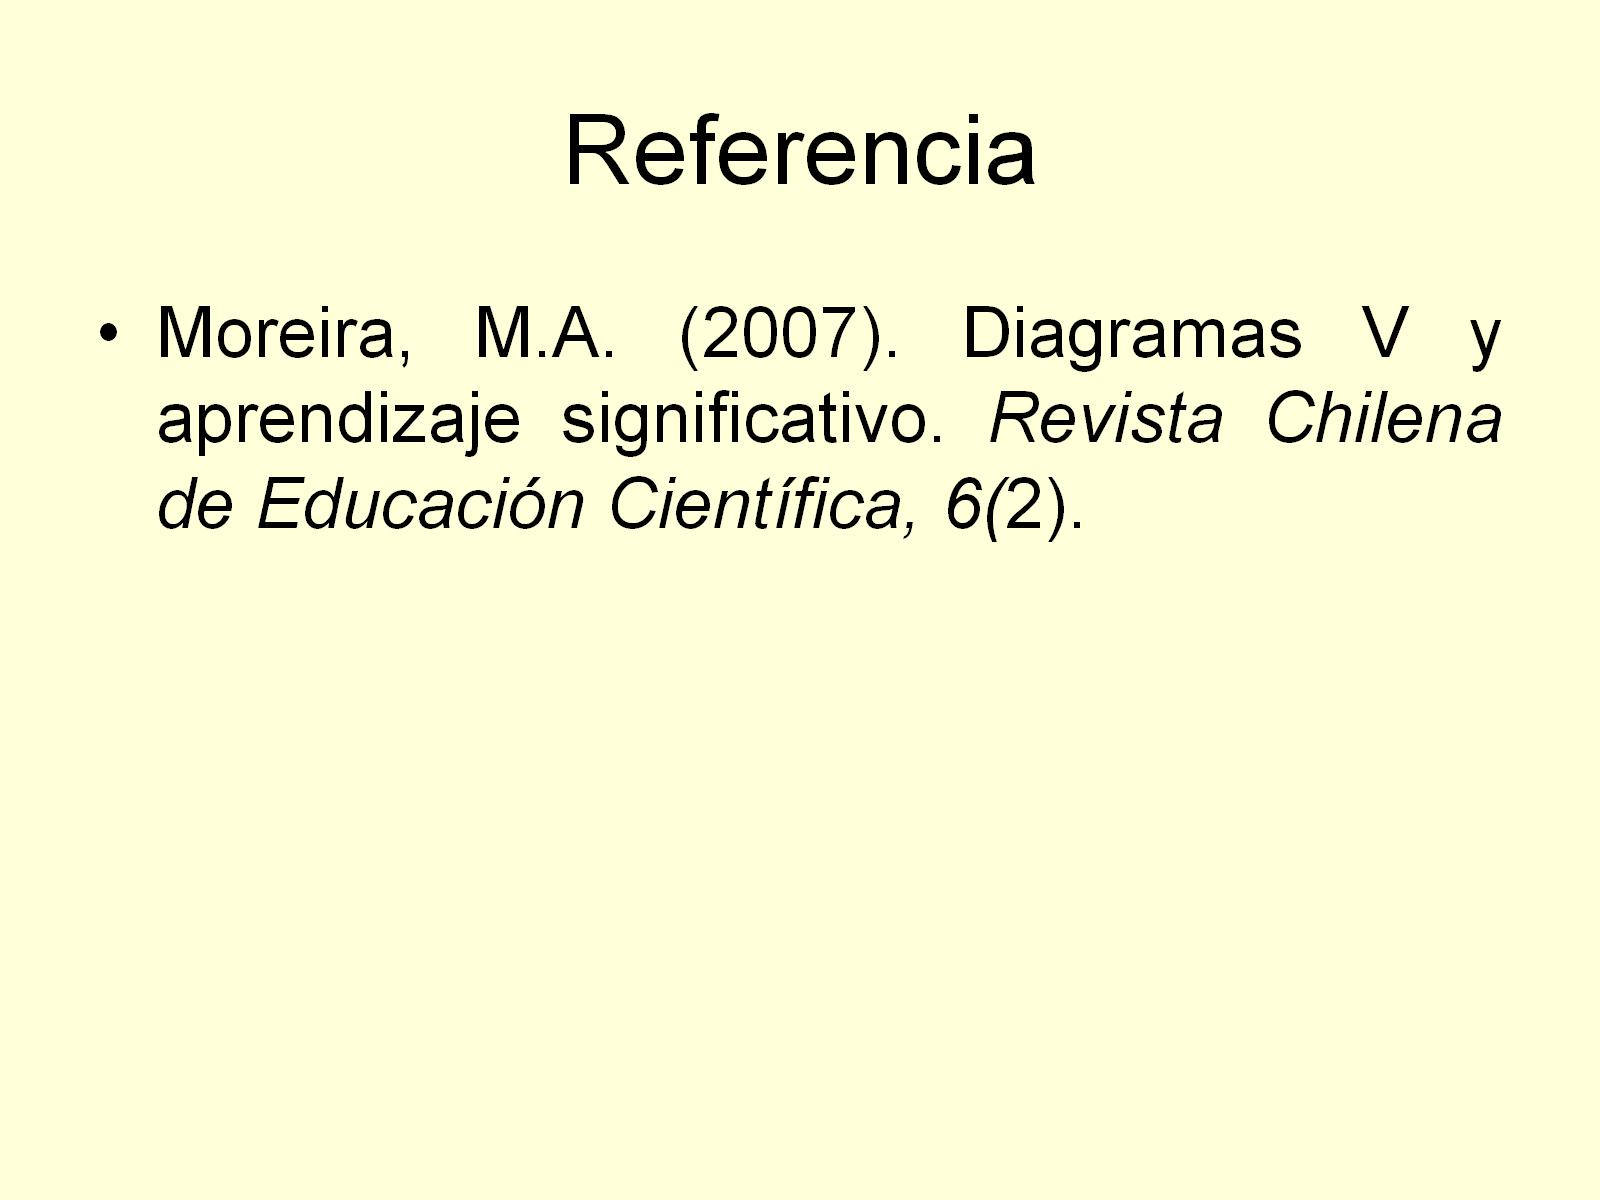 Referencia
• Moreira, M.A. (2007). Diagramas V y
aprendizaje significativo. Revista Chilena
de Educación Científica, 6(2).